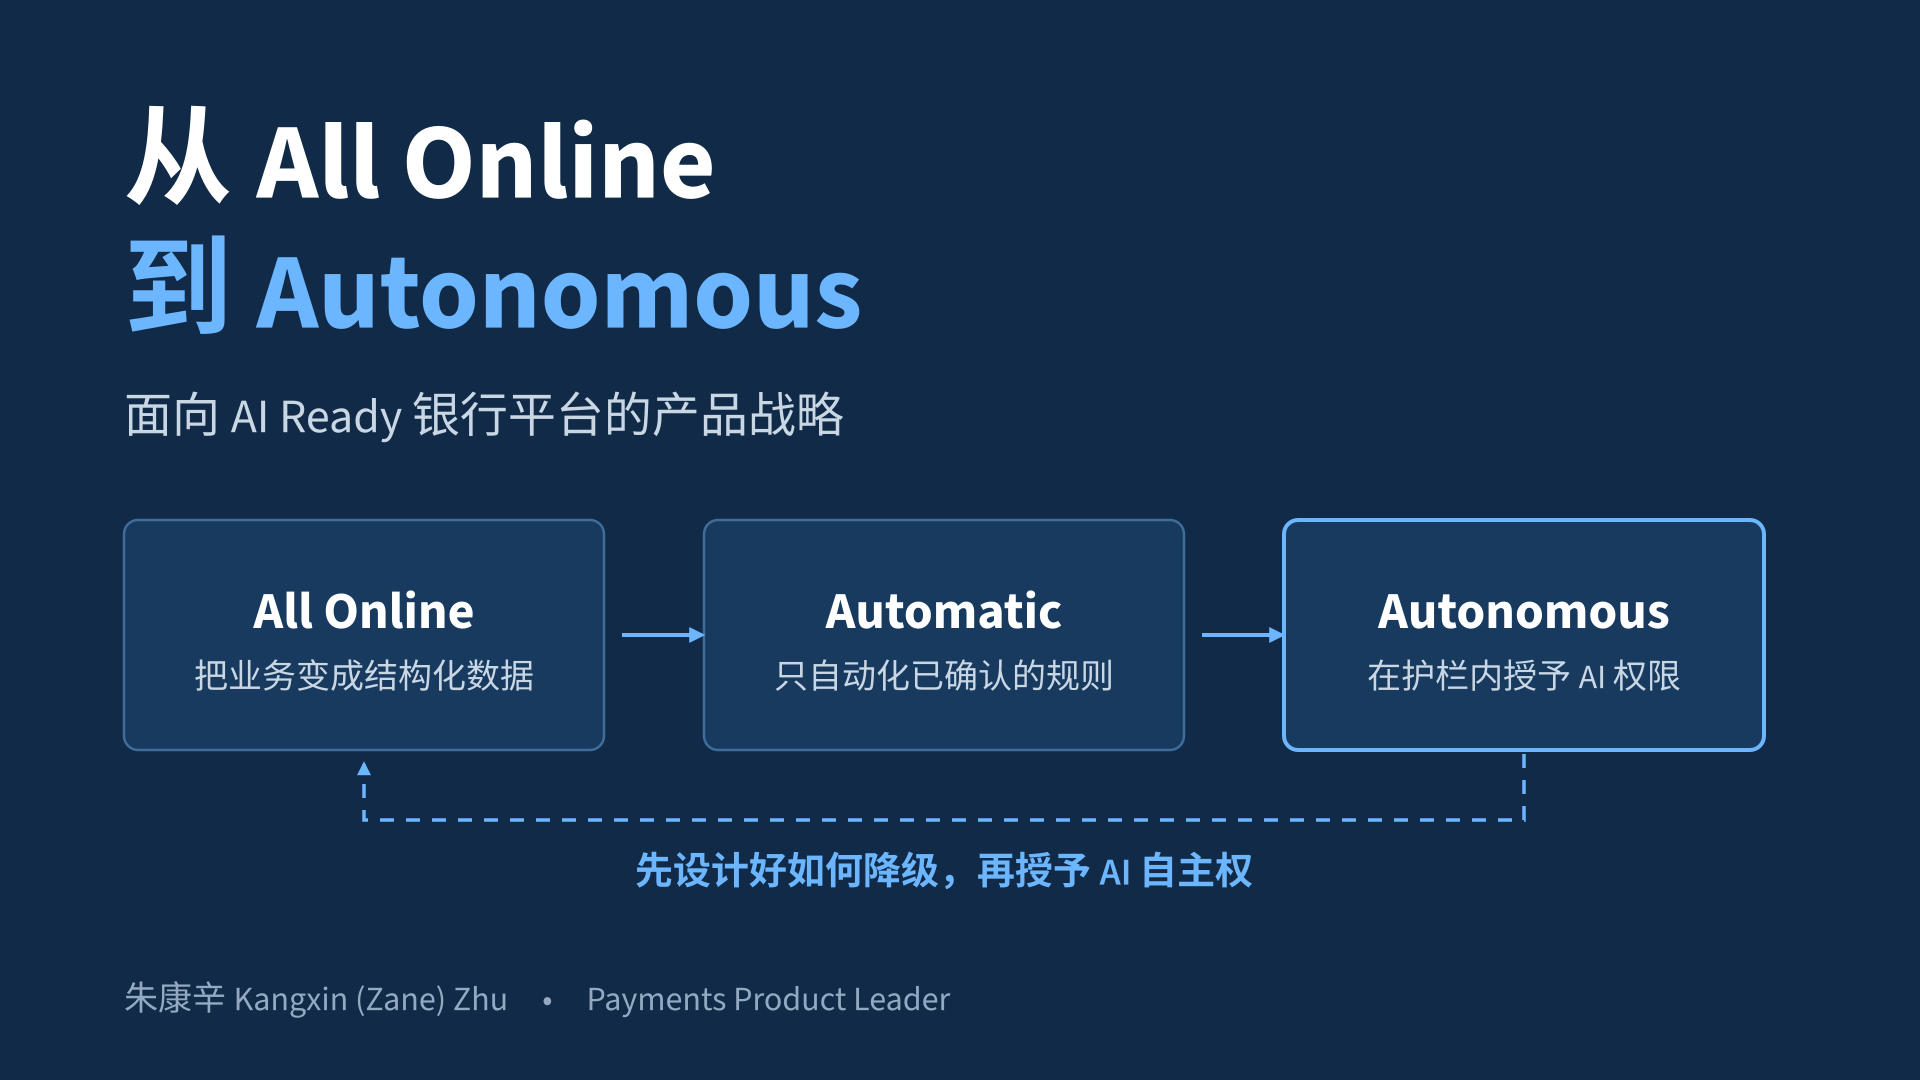 从 All Online
到 Autonomous
面向 AI Ready 银行平台的产品战略
All Online
把业务变成结构化数据
Automatic
只自动化已确认的规则
Autonomous
在护栏内授予 AI 权限
先设计好如何降级，再授予 AI 自主权
朱康辛 Kangxin (Zane) Zhu • Payments Product Leader